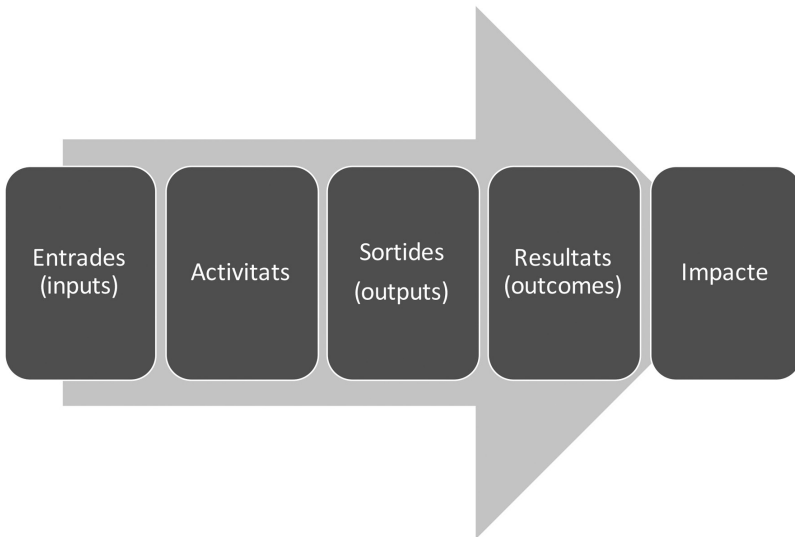 Entrades
(inputs)
Activitats
Sortides
(outputs)
Resultats
(outcomes)
Impacte